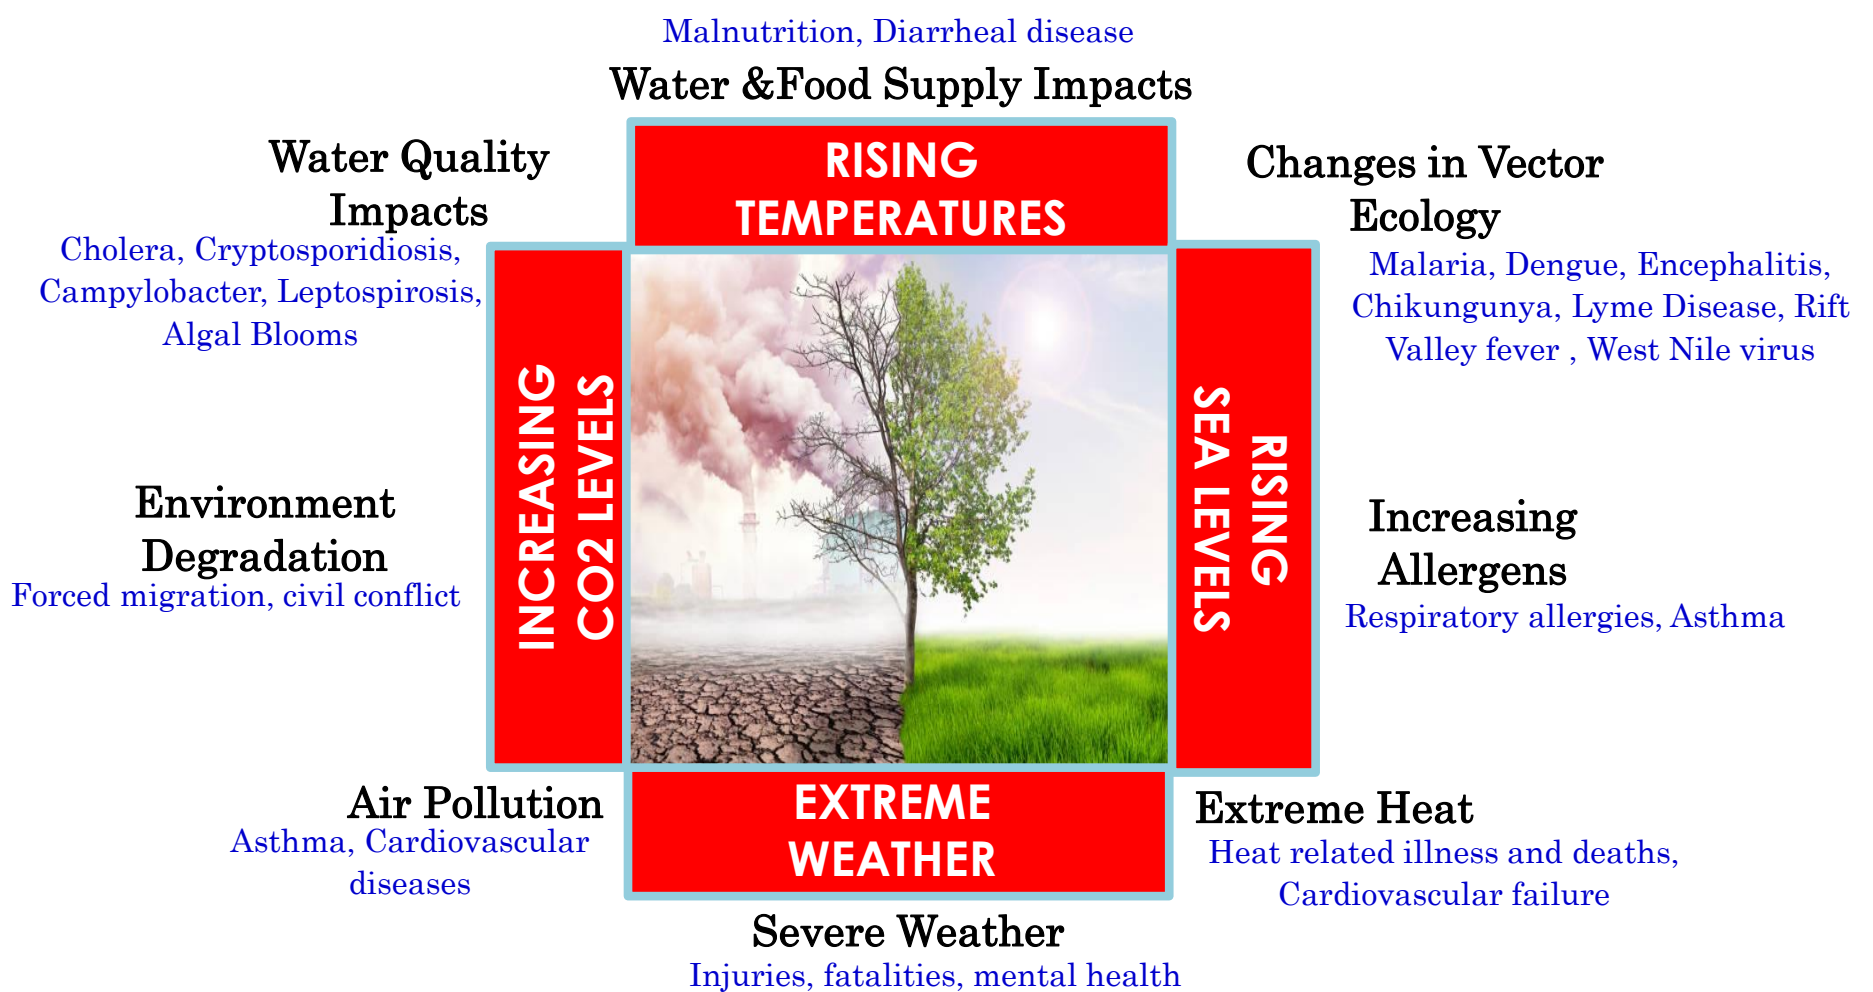 Malnutrition, Diarrheal disease
Water &Food Supply Impacts
RISING
TEMPERATURES
Water Quality
Impacts
Cholera, Cryptosporidiosis,
Campylobacter, Leptospirosis,
Algal Blooms
Changes in Vector
Ecology
Malaria, Dengue, Encephalitis,
Chikungunya, Lyme Disease, Rift
Valley fever , West Nile virus
INCREASING
CO2 LEVELS
RISING
SEA LEVELS
Environment
Degradation
Forced migration, civil conflict
Increasing
Allergens
Respiratory allergies, Asthma
Air Pollution
Asthma, Cardiovascular
diseases
EXTREME
WEATHER
Extreme Heat
Heat related illness and deaths,
Cardiovascular failure
Severe Weather
Injuries, fatalities, mental health